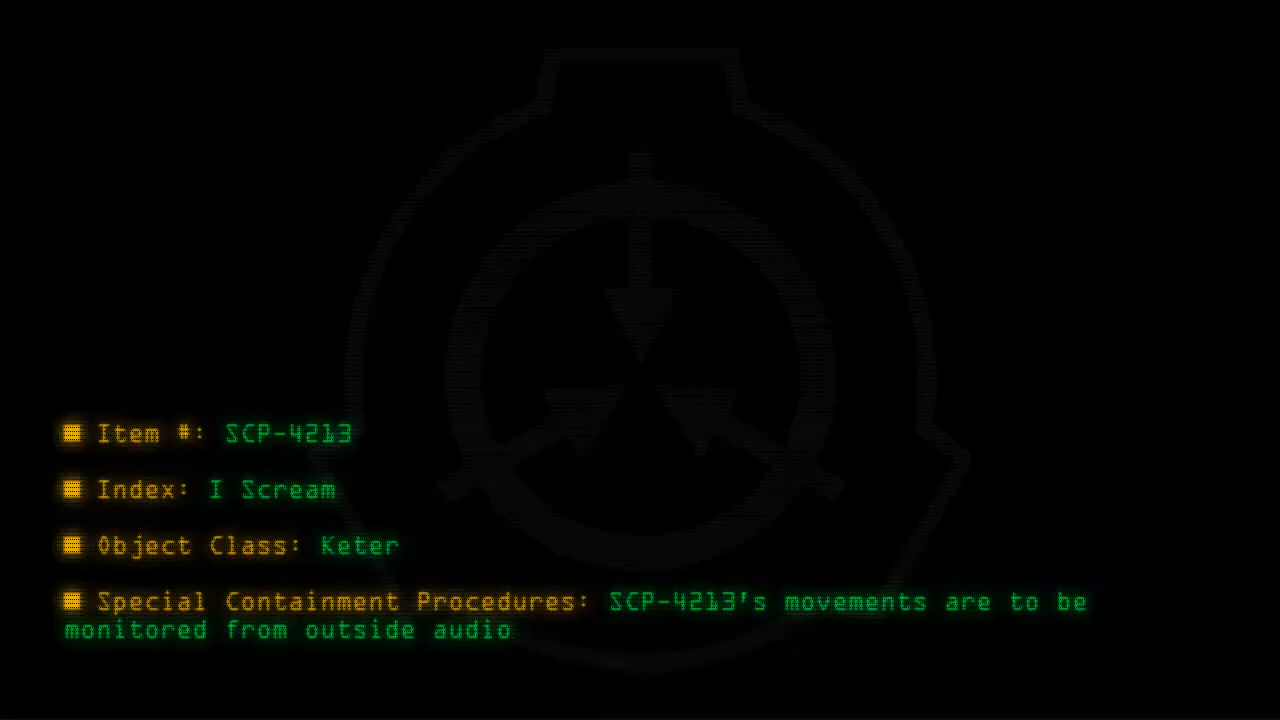 ■ Item #: SCP-4213
■ Index: I Scream
■ Object Class: Keter
■ Special Containment Procedures: SCP-4213's movements are to be
monitored from outside audio